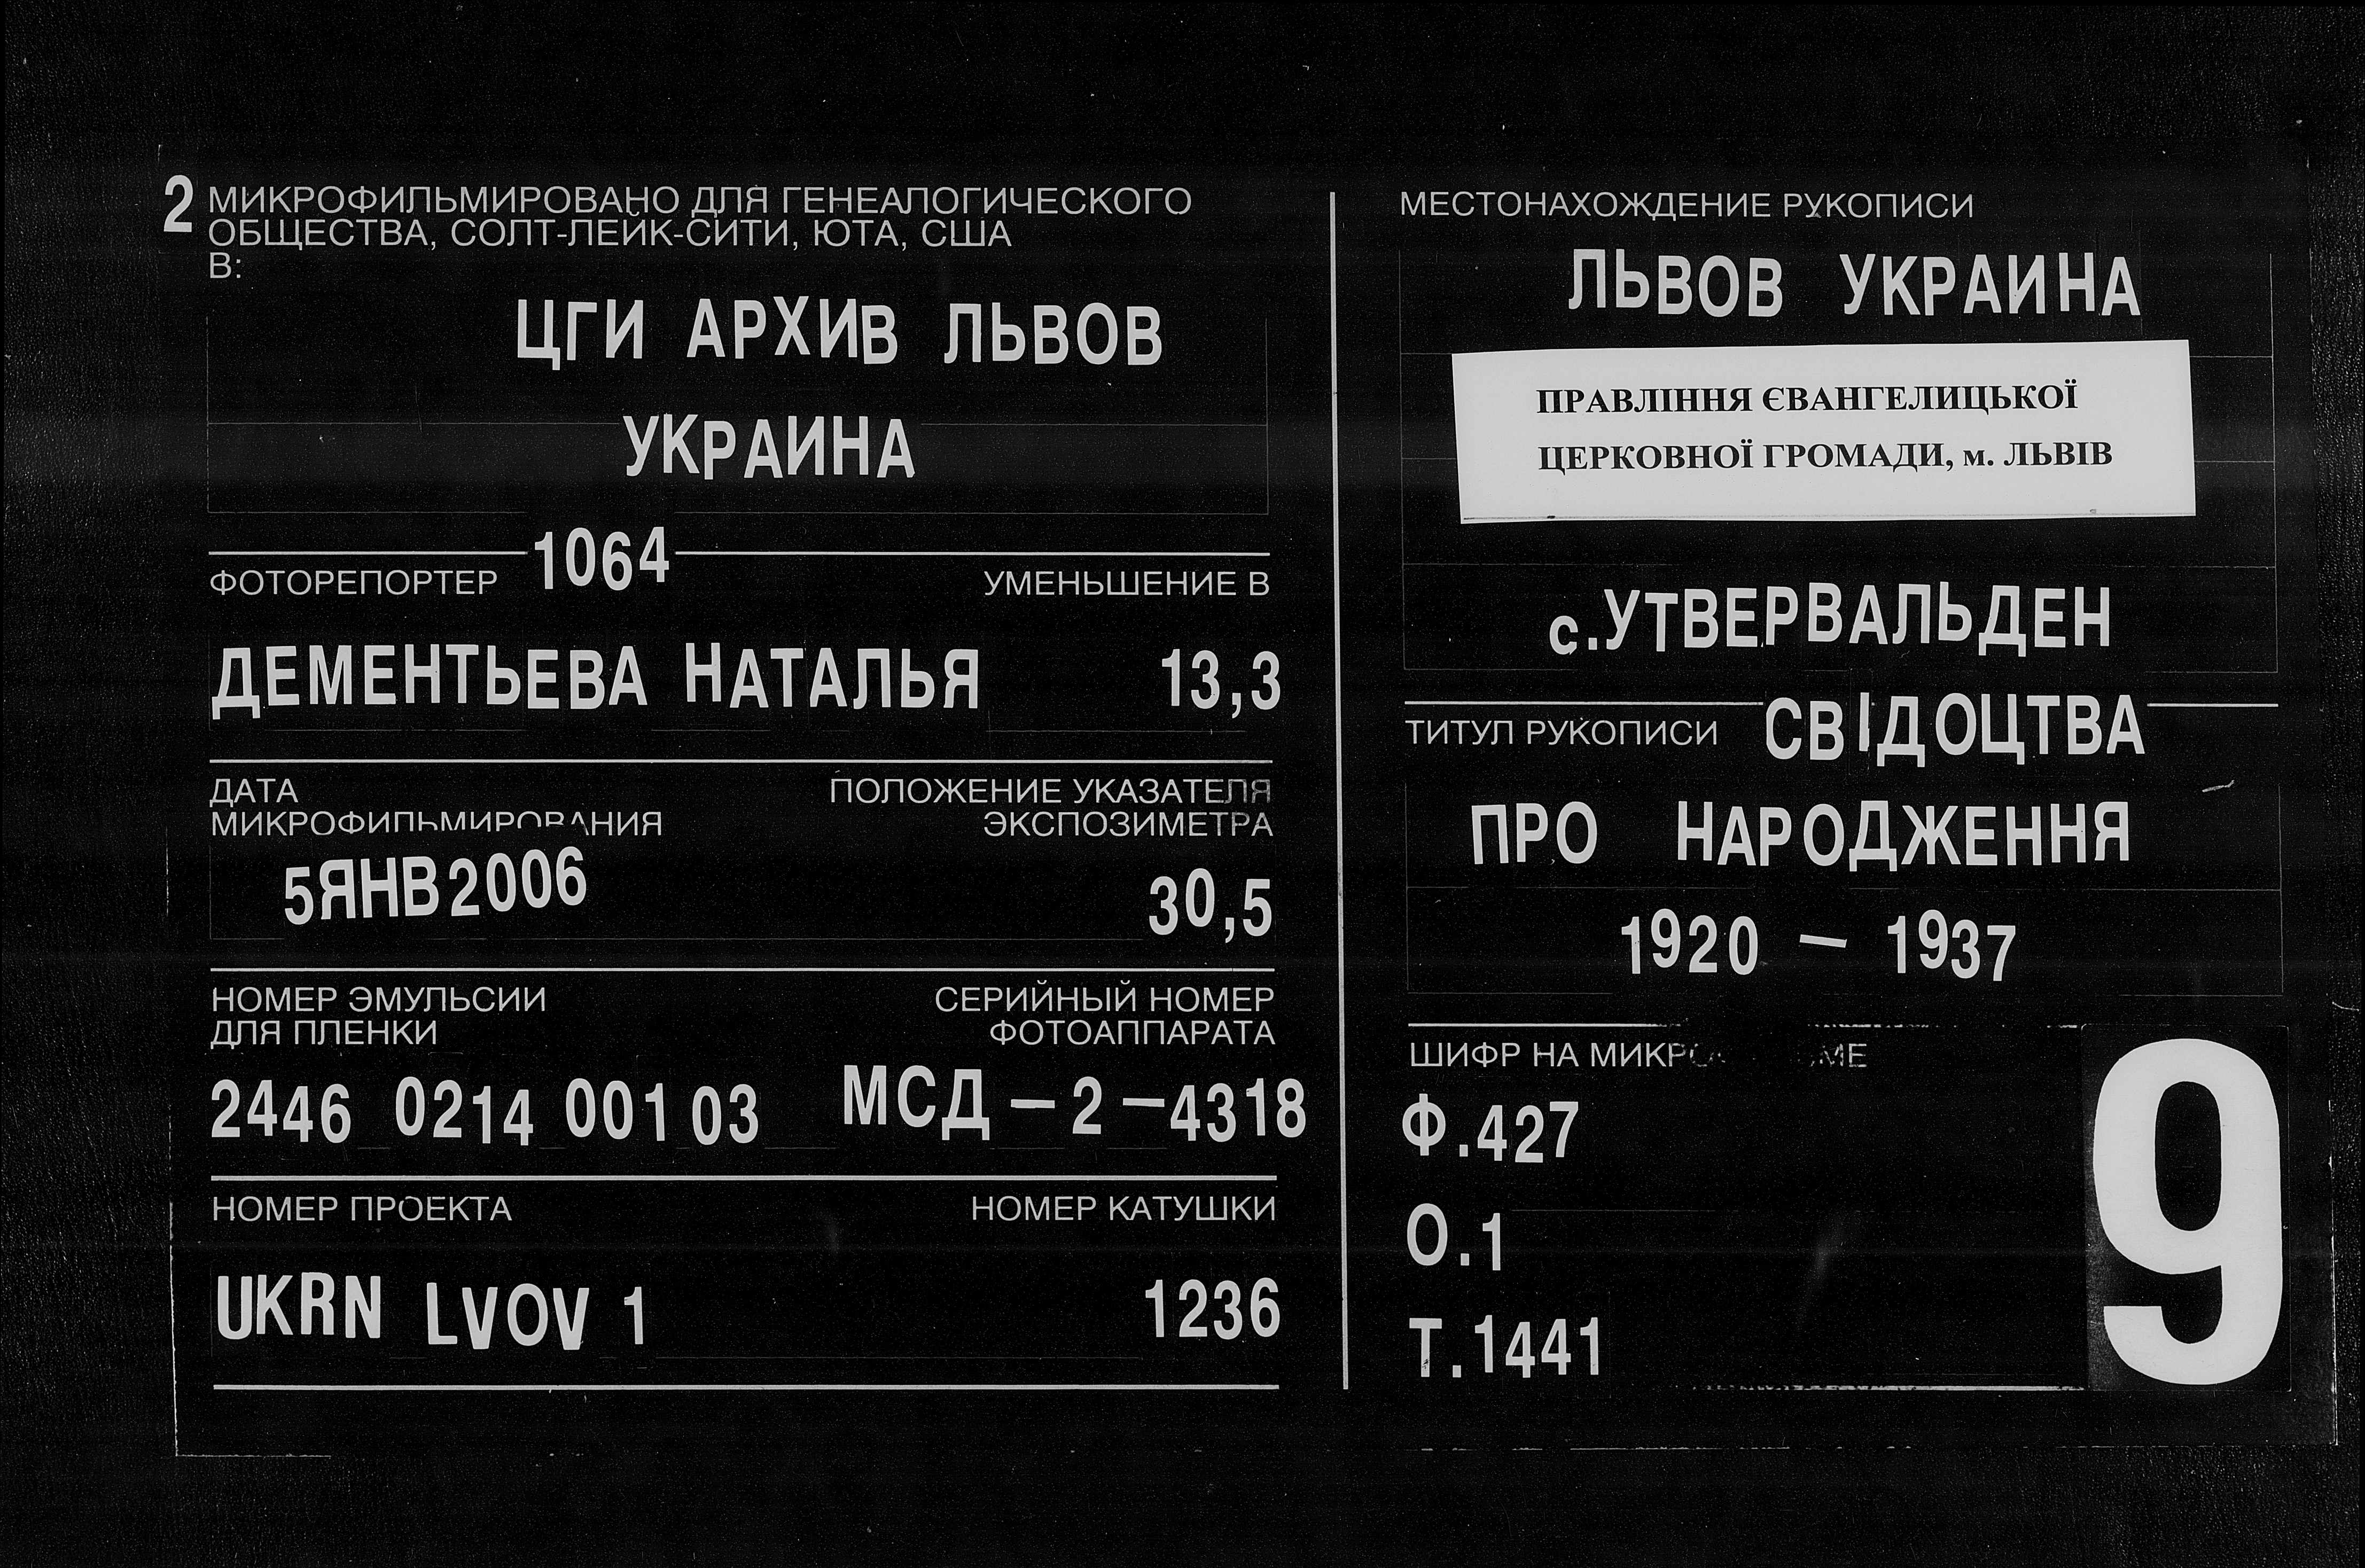 2 МИКРОФИЛЬМИРОВАНО ДЛЯ ГЕНЕАЛОГИЧЕСКОГО
ОБЩЕСТВА, СОЛТ-ЛЕЙК-СИТИ, ЮТА, США
В:
ЦГИ АРХИВ ЛЬВОВ
УКРАИНА
ФОТОРЕПОРТЕР 1064 УМЕНЬШЕНИЕ В
ДЕМЕНТЬЕВА НАТАЛЬЯ 13,3
ДАТА ПОЛОЖЕНИЕ УКАЗАТЕЛЯ
МИКРОФИЛЬМИРОВАНИЯ ЭКСПОЗИМЕТРА
5ЯНВ2006 30,5
НОМЕР ЭМУЛЬСИИ СЕРИЙНЫЙ НОМЕР
ДЛЯ ПЛЕНКИ ФОТОАППАРАТА
2446 0214 001 03 МСД – 2 – 4318
НОМЕР ПРОЕКТА НОМЕР КАТУШКИ
UKRN LVOV 1 1236
МЕСТОНАХОЖДЕНИЕ РУКОПИСИ
ЛЬВОВ УКРАИНА
ПРАВЛІННЯ ЄВАНГЕЛИЦЬКОЇ
ЦЕРКОВНОЇ ГРОМАДИ, м. ЛЬВІВ
с.УТВЕРВАЛЬДЕН
ТИТУЛ РУКОПИСИ СВІДОЦТВА
ПРО НАРОДЖЕННЯ
1920 – 1937
ШИФР НА
Ф.427
О.1
Т.1441
9